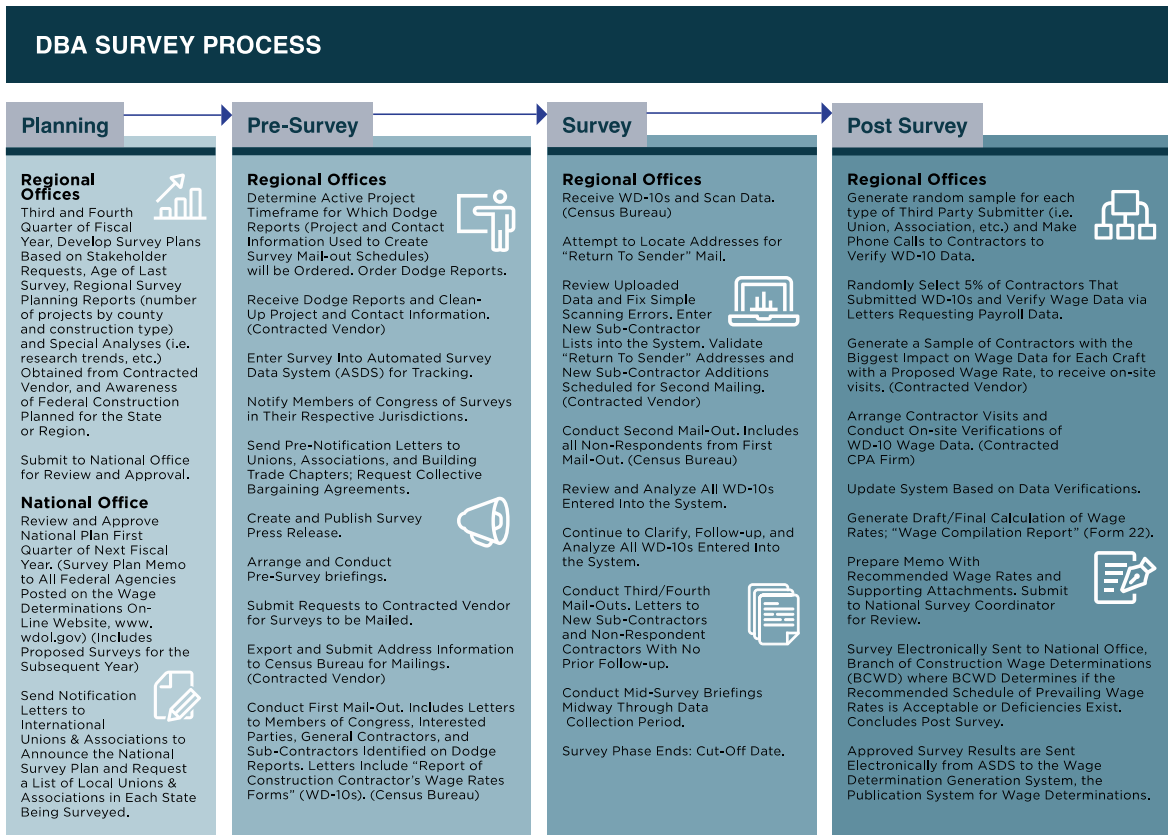 DBA SURVEY PROCESS
Planning
Regional
Offices
Third and Fourth
Quarter of Fiscal
Year, Develop Survey Plans
Based on Stakeholder
Requests, Age of Last
Survey, Regional Survey
Planning Reports (number
of projects by county
and construction type)
and Special Analyses (i.e.
research trends, etc.)
Obtained from Contracted
Vendor, and Awareness
of Federal Construction
Planned for the State
or Region.
Submit to National Office
for Review and Approval.
National Office
Review and Approve
National Plan First
Quarter of Next Fiscal
Year. (Survey Plan Memo
to All Federal Agencies
Posted on the Wage
Determinations On-
Line Website, www.
wdol.gov) (Includes
Proposed Surveys for the
Subsequent Year)
Send Notification
Letters to
International
Unions & Associations to
Announce the National
Survey Plan and Request
a List of Local Unions &
Associations in Each State
Being Surveyed.
Pre-Survey
Regional Offices
Determine Active Project
Timeframe for Which Dodge
Reports (Project and Contact
Information Used to Create
Survey Mail-out Schedules)
will be Ordered. Order Dodge Reports.
Receive Dodge Reports and Clean-
Up Project and Contact Information.
(Contracted Vendor)
Enter Survey Into Automated Survey
Data System (ASDS) for Tracking.
Notify Members of Congress of Surveys
in Their Respective Jurisdictions.
Send Pre-Notification Letters to
Unions, Associations, and Building
Trade Chapters; Request Collective
Bargaining Agreements.
Create and Publish Survey
Press Release.
Arrange and Conduct
Pre-Survey briefings.
Submit Requests to Contracted Vendor
for Surveys to be Mailed.
Export and Submit Address Information
to Census Bureau for Mailings.
(Contracted Vendor)
Conduct First Mail-Out. Includes Letters
to Members of Congress, Interested
Parties, General Contractors, and
Sub-Contractors Identified on Dodge
Reports. Letters Include “Report of
Construction Contractor’s Wage Rates
Forms” (WD-10s). (Census Bureau)
Survey
Regional Offices
Receive WD-10s and Scan Data.
(Census Bureau)
Attempt to Locate Addresses for
“Return To Sender” Mail.
Review Uploaded
Data and Fix Simple
Scanning Errors. Enter
New Sub-Contractor
Lists into the System. Validate
“Return To Sender” Addresses and
New Sub-Contractor Additions
Scheduled for Second Mailing.
(Contracted Vendor)
Conduct Second Mail-Out. Includes
all Non-Respondents from First
Mail-Out. (Census Bureau)
Review and Analyze All WD-10s
Entered Into the System.
Continue to Clarify, Follow-up, and
Analyze All WD-10s Entered Into
the System.
Conduct Third/Fourth
Mail-Outs. Letters to
New Sub-Contractors
and Non-Respondent
Contractors With No
Prior Follow-up.
Conduct Mid-Survey Briefings
Midway Through Data
Collection Period.
Survey Phase Ends: Cut-Off Date.
Post Survey
Regional Offices
Generate random sample for each
type of Third Party Submitter (i.e.
Union, Association, etc.) and Make
Phone Calls to Contractors to
Verify WD-10 Data.
Randomly Select 5% of Contractors That
Submitted WD-10s and Verify Wage Data via
Letters Requesting Payroll Data.
Generate a Sample of Contractors with the
Biggest Impact on Wage Data for Each Craft
with a Proposed Wage Rate, to receive on-site
visits. (Contracted Vendor)
Arrange Contractor Visits and
Conduct On-site Verifications of
WD-10 Wage Data. (Contracted
CPA Firm)
Update System Based on Data Verifications.
Generate Draft/Final Calculation of Wage
Rates; “Wage Compilation Report” (Form 22).
Prepare Memo With
Recommended Wage Rates and
Supporting Attachments. Submit
to National Survey Coordinator
for Review.
Survey Electronically Sent to National Office,
Branch of Construction Wage Determinations
(BCWD) where BCWD Determines if the
Recommended Schedule of Prevailing Wage
Rates is Acceptable or Deficiencies Exist.
Concludes Post Survey.
Approved Survey Results are Sent
Electronically from ASDS to the Wage
Determination Generation System, the
Publication System for Wage Determinations.